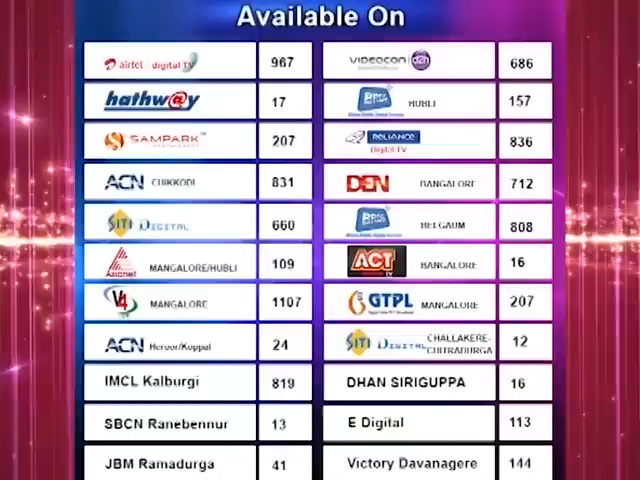 Available On
airtel digital TV 967
VIDEOCON d2h 686
hathw@y 17
HUBLI 157
SAMPARK 207
RELIANCE Digital TV 836
ACN CHIKKODI 831
DEN BANGALORE 712
SITI DIGITAL 660
BELGAUM 808
Asianet MANGALORE/HUBLI 109
ACT TV BANGALORE 16
V4 MANGALORE 1107
GTPL MANGALORE 207
ACN Heroor/Koppal 24
SITI DIGITAL CHALLAKERE-CHITRADURGA 12
IMCL Kalburgi 819
DHAN SIRIGUPPA 16
SBCN Ranebennur 13
E Digital 113
JBM Ramadurga 41
Victory Davanagere 144